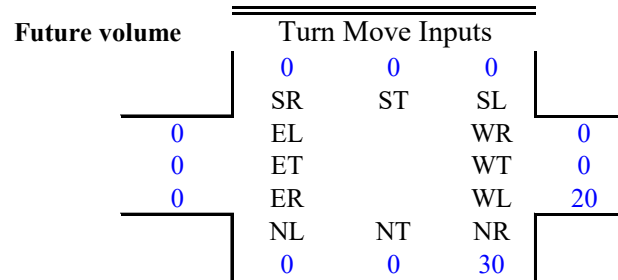 Future volume Turn Move Inputs
0 0 0
SR ST SL
0 EL WR 0
0 ET WT 0
0 ER WL 20
NL NT NR
0 0 30